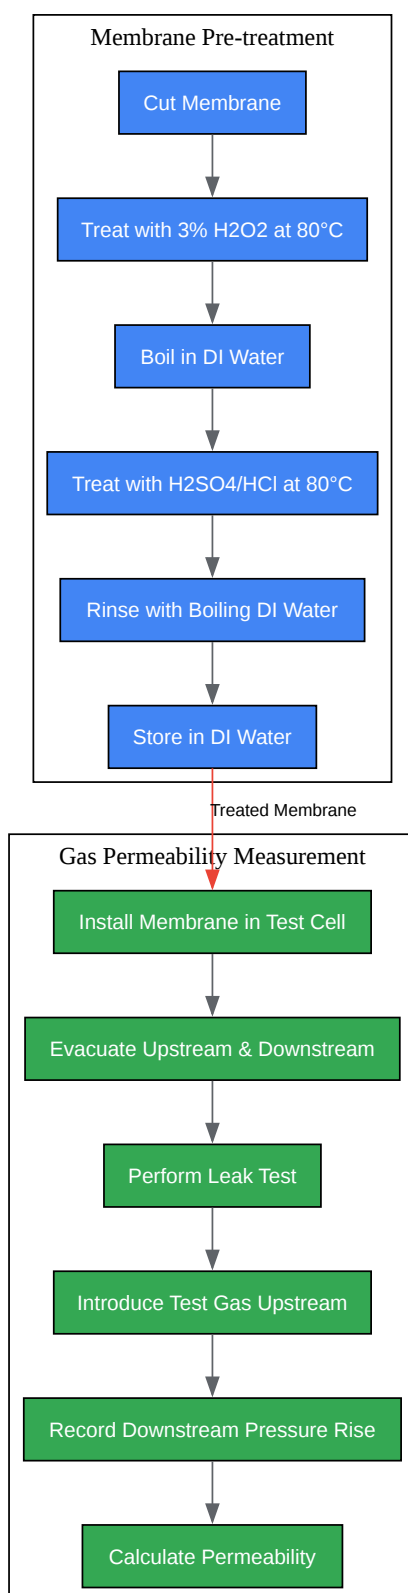 Membrane Pre-treatment
Cut Membrane
Treat with 3% H2O2 at 80°C
Boil in DI Water
Treat with H2SO4/HCl at 80°C
Rinse with Boiling DI Water
Store in DI Water
Treated Membrane
Gas Permeability Measurement
Install Membrane in Test Cell
Evacuate Upstream & Downstream
Perform Leak Test
Introduce Test Gas Upstream
Record Downstream Pressure Rise
Calculate Permeability